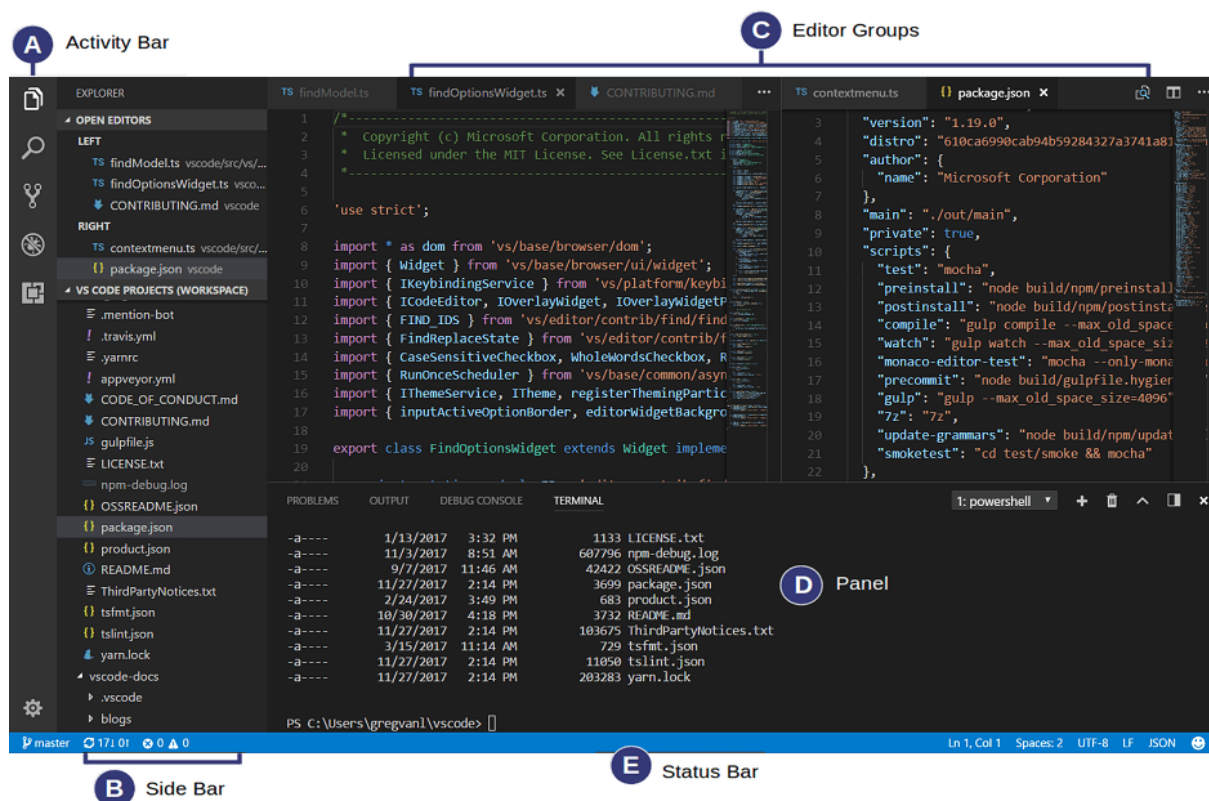 A Activity Bar
C Editor Groups
EXPLORER
OPEN EDITORS
LEFT
TS findModel.ts vscode/src/vs/...
TS findOptionsWidget.ts vsco...
CONTRIBUTING.md vscode
RIGHT
TS contextmenu.ts vscode/src/...
{} package.json vscode
VS CODE PROJECTS (WORKSPACE)
.mention-bot
! .travis.yml
.yarnrc
! appveyor.yml
CODE_OF_CONDUCT.md
CONTRIBUTING.md
JS gulpfile.js
LICENSE.txt
npm-debug.log
{} OSSREADME.json
{} package.json
{} product.json
README.md
ThirdPartyNotices.txt
{} tsfmt.json
{} tslint.json
yarn.lock
vscode-docs
.vscode
blogs
TS findModel.ts TS findOptionsWidget.ts × CONTRIBUTING.md ...
1 /*--------------------------------------------------
2 * Copyright (c) Microsoft Corporation. All rights r
3 * Licensed under the MIT License. See License.txt i
4 *--------------------------------------------------
5
6 'use strict';
7
8 import * as dom from 'vs/base/browser/dom';
9 import { Widget } from 'vs/base/browser/ui/widget';
10 import { IKeybindingService } from 'vs/platform/keybi
11 import { ICodeEditor, IOverlayWidget, IOverlayWidgetP
12 import { FIND_IDS } from 'vs/editor/contrib/find/find
13 import { FindReplaceState } from 'vs/editor/contrib/f
14 import { CaseSensitiveCheckbox, WholeWordsCheckbox, R
15 import { RunOnceScheduler } from 'vs/base/common/asyn
16 import { IThemeService, ITheme, registerThemingPartic
17 import { inputActiveOptionBorder, editorWidgetBackgro
18
19 export class FindOptionsWidget extends Widget impleme
20
TS contextmenu.ts {} package.json × ...
3 "version": "1.19.0",
4 "distro": "610ca6990cab94b59284327a3741a81
5 "author": {
6 "name": "Microsoft Corporation"
7 },
8 "main": "./out/main",
9 "private": true,
10 "scripts": {
11 "test": "mocha",
12 "preinstall": "node build/npm/preinstall
13 "postinstall": "node build/npm/postinsta
14 "compile": "gulp compile --max_old_space
15 "watch": "gulp watch --max_old_space_siz
16 "monaco-editor-test": "mocha --only-mona
17 "precommit": "node build/gulpfile.hygien
18 "gulp": "gulp --max_old_space_size=4096"
19 "7z": "7z",
20 "update-grammars": "node build/npm/updat
21 "smoketest": "cd test/smoke && mocha"
22 },
PROBLEMS OUTPUT DEBUG CONSOLE TERMINAL 1: powershell
-a---- 1/13/2017 3:32 PM 1133 LICENSE.txt
-a---- 11/3/2017 8:51 AM 607796 npm-debug.log
-a---- 9/7/2017 11:46 AM 42422 OSSREADME.json
-a---- 11/27/2017 2:14 PM 3699 package.json
-a---- 2/24/2017 3:49 PM 683 product.json
-a---- 10/30/2017 4:18 PM 3732 README.md
-a---- 11/27/2017 2:14 PM 103675 ThirdPartyNotices.txt
-a---- 3/15/2017 11:14 AM 729 tsfmt.json
-a---- 11/27/2017 2:14 PM 11050 tslint.json
-a---- 11/27/2017 2:14 PM 203283 yarn.lock
PS C:\Users\gregvanl\vscode>
D Panel
master 17↓ 0↑ 0 0 Ln 1, Col 1 Spaces: 2 UTF-8 LF JSON
B Side Bar
E Status Bar